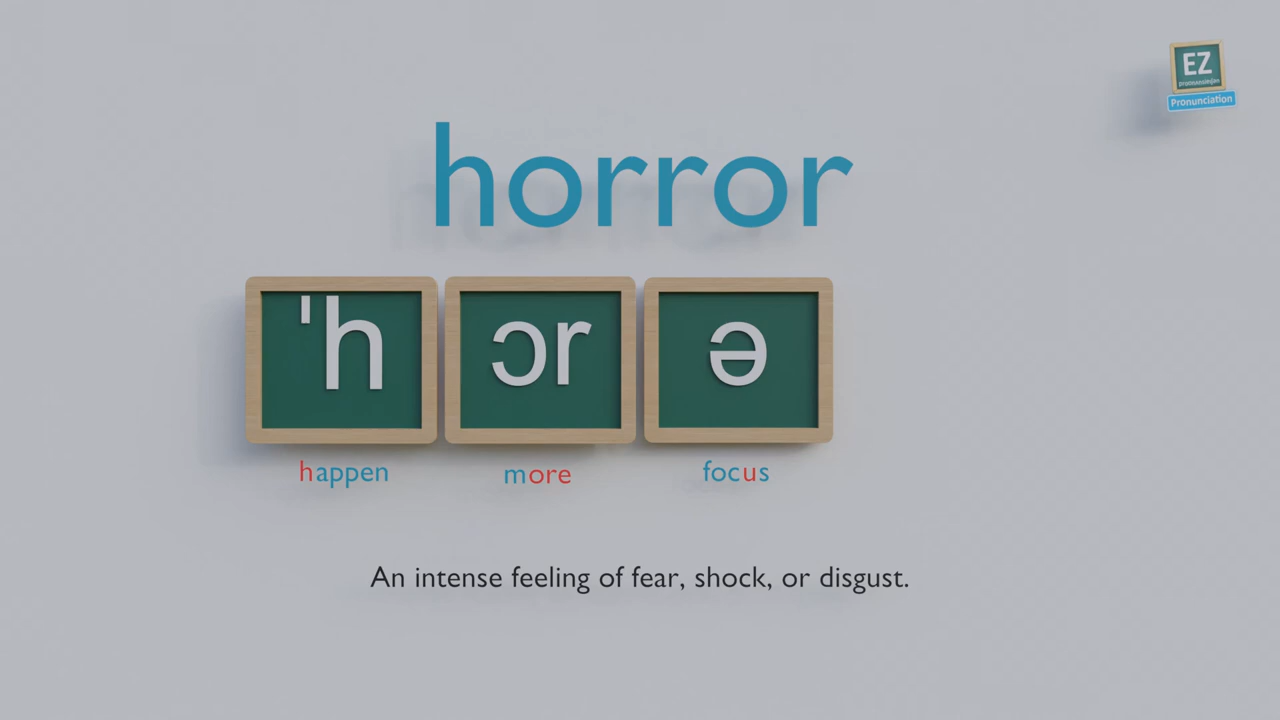 EZ
Pronunciation
horror
ˈh ɔr ə
happen more focus
An intense feeling of fear, shock, or disgust.